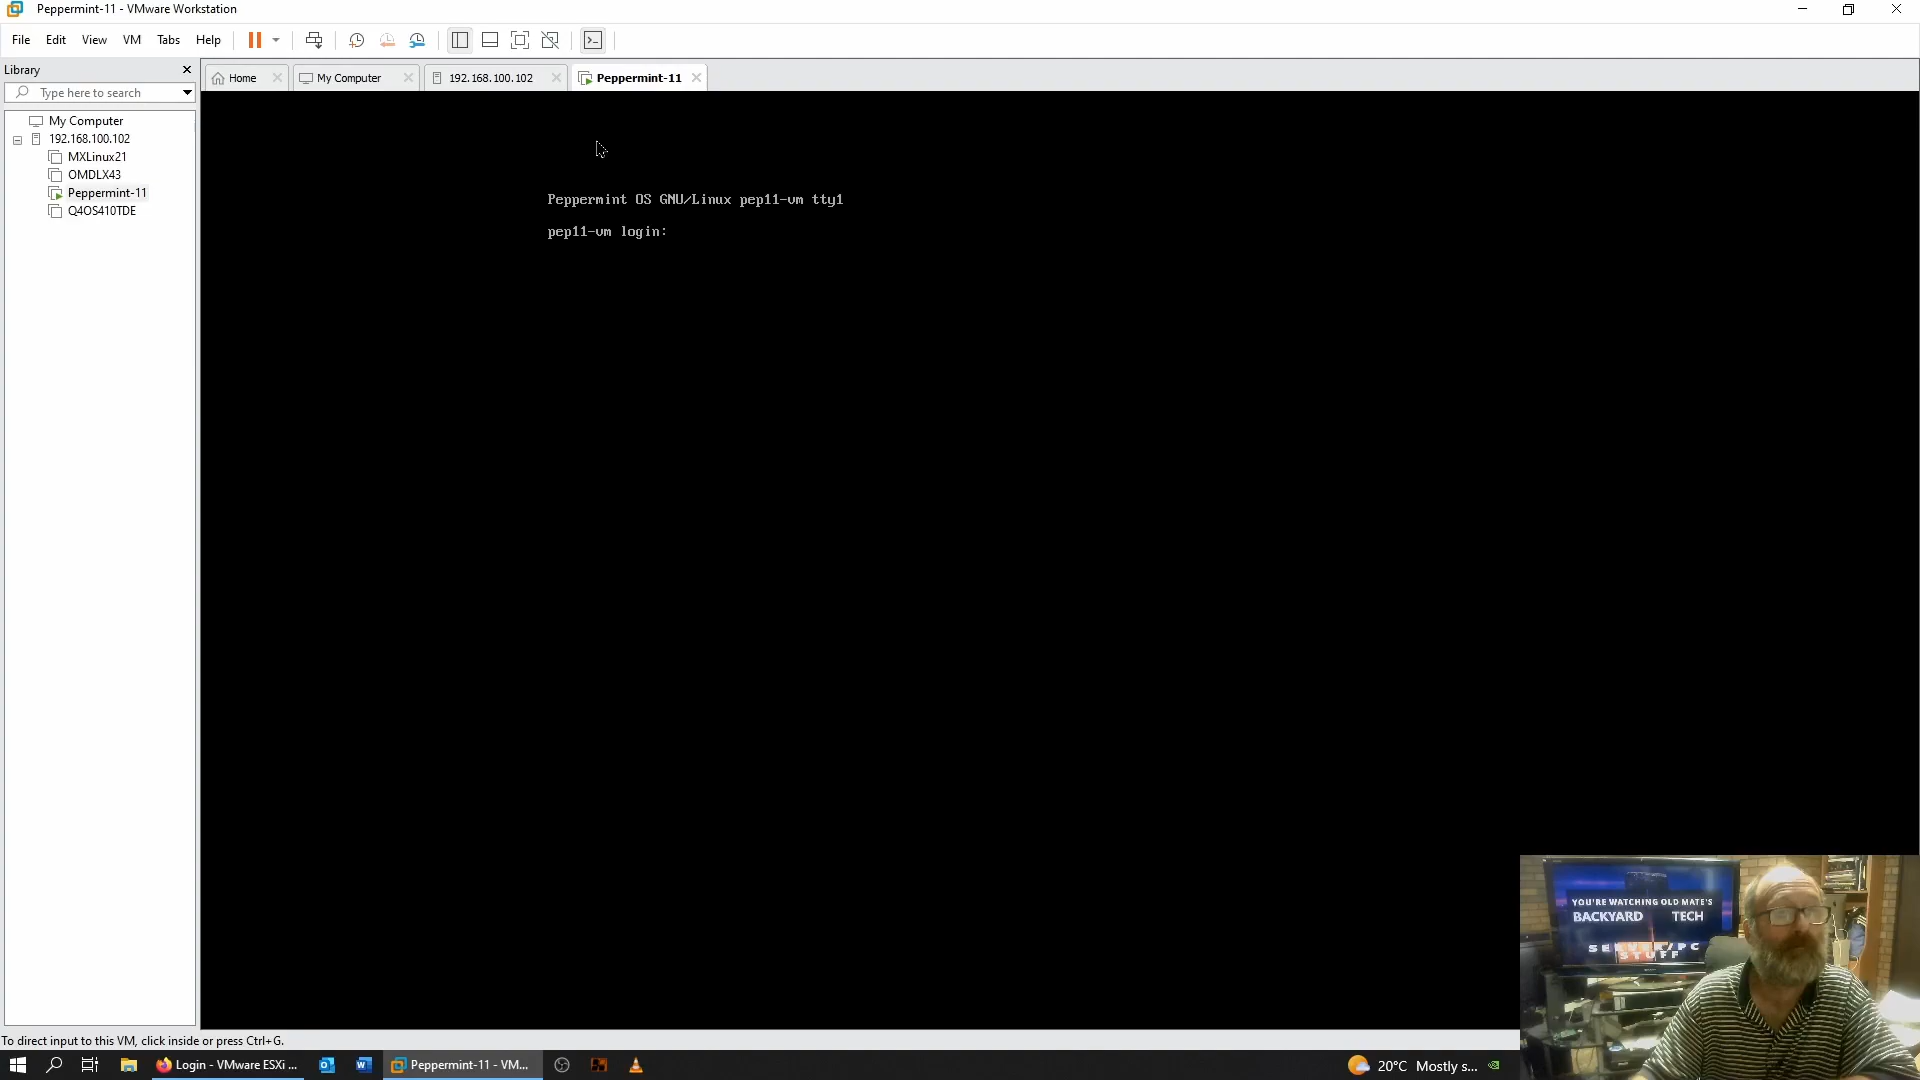 Peppermint-11 - VMware Workstation
File Edit View VM Tabs Help
Library
Type here to search
Home
My Computer
192.168.100.102
Peppermint-11
My Computer
192.168.100.102
MXLinux21
OMDLX43
Peppermint-11
Q4OS410TDE
Peppermint OS GNU/Linux pep11-vm tty1
pep11-vm login:
YOU'RE WATCHING OLD MATE'S
BACKYARD TECH
SERVER/PC
STUFF
To direct input to this VM, click inside or press Ctrl+G.
Login - VMware ESXi ...
Peppermint-11 - VM...
20°C Mostly s...